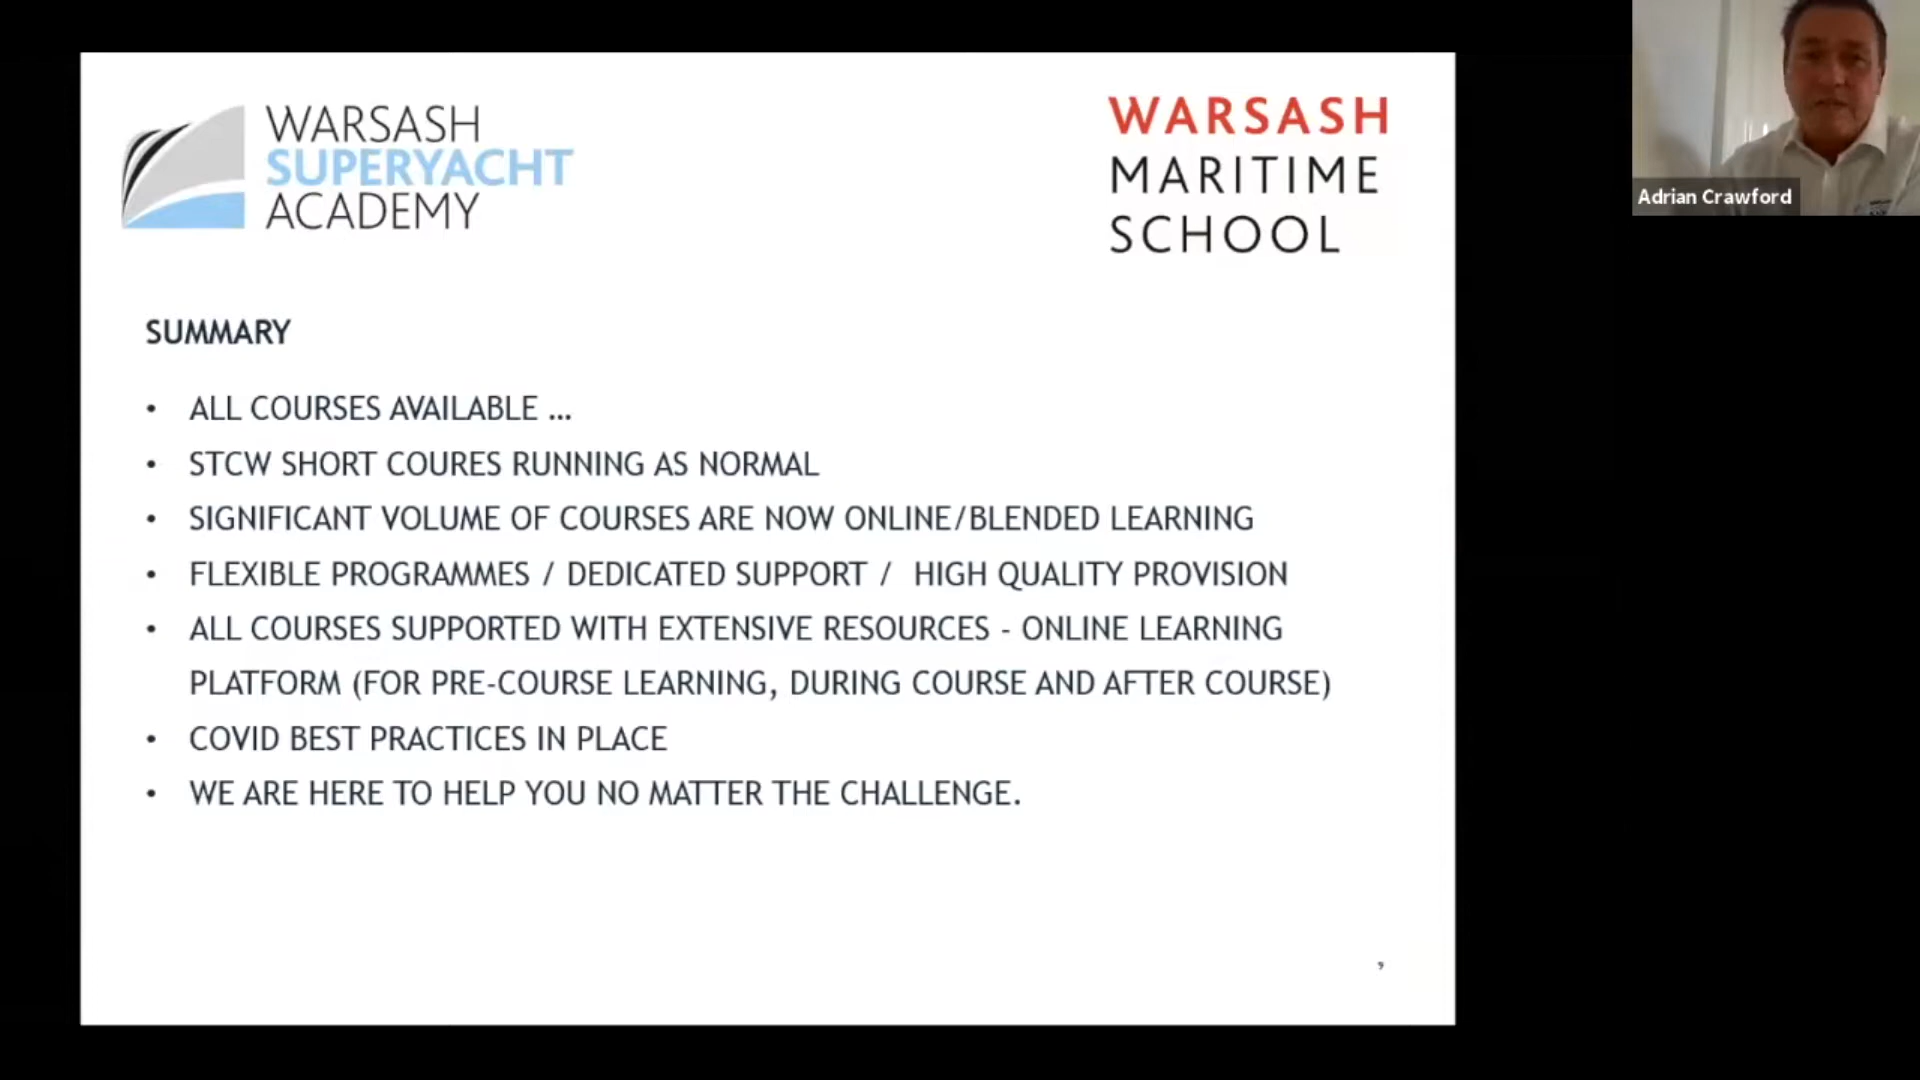 WARSASH
SUPERYACHT
ACADEMY
WARSASH
MARITIME
SCHOOL
Adrian Crawford
SUMMARY
• ALL COURSES AVAILABLE ...
• STCW SHORT COURES RUNNING AS NORMAL
• SIGNIFICANT VOLUME OF COURSES ARE NOW ONLINE/BLENDED LEARNING
• FLEXIBLE PROGRAMMES / DEDICATED SUPPORT / HIGH QUALITY PROVISION
• ALL COURSES SUPPORTED WITH EXTENSIVE RESOURCES - ONLINE LEARNING
PLATFORM (FOR PRE-COURSE LEARNING, DURING COURSE AND AFTER COURSE)
• COVID BEST PRACTICES IN PLACE
• WE ARE HERE TO HELP YOU NO MATTER THE CHALLENGE.